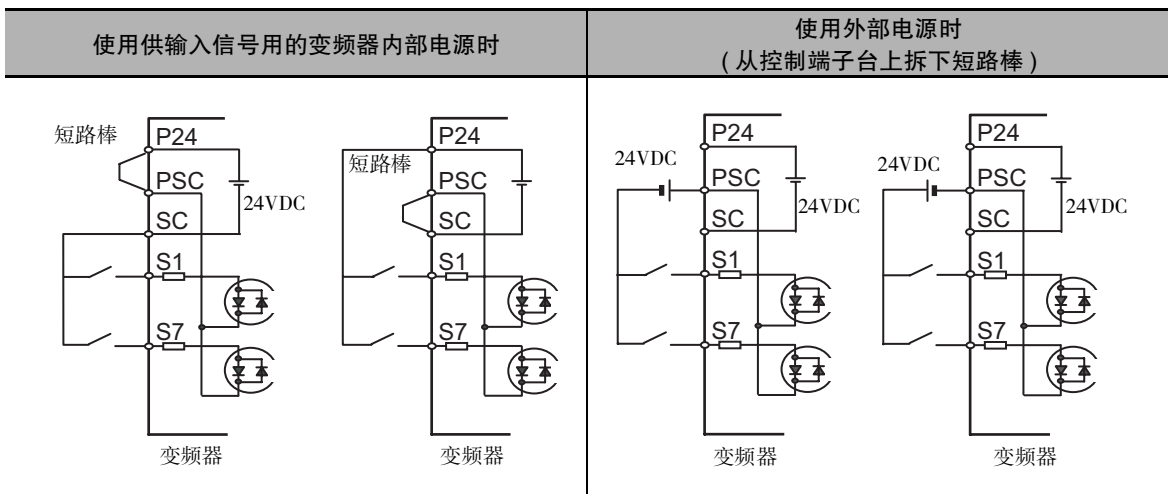 使用供输入信号用的变频器内部电源时
使用外部电源时
(从控制端子台上拆下短路棒)
短路棒
P24
PSC
24VDC
SC
S1
S7
变频器
短路棒
P24
PSC
SC
S1
S7
24VDC
变频器
24VDC
P24
PSC
24VDC
SC
S1
S7
变频器
24VDC
P24
PSC
24VDC
SC
S1
S7
变频器